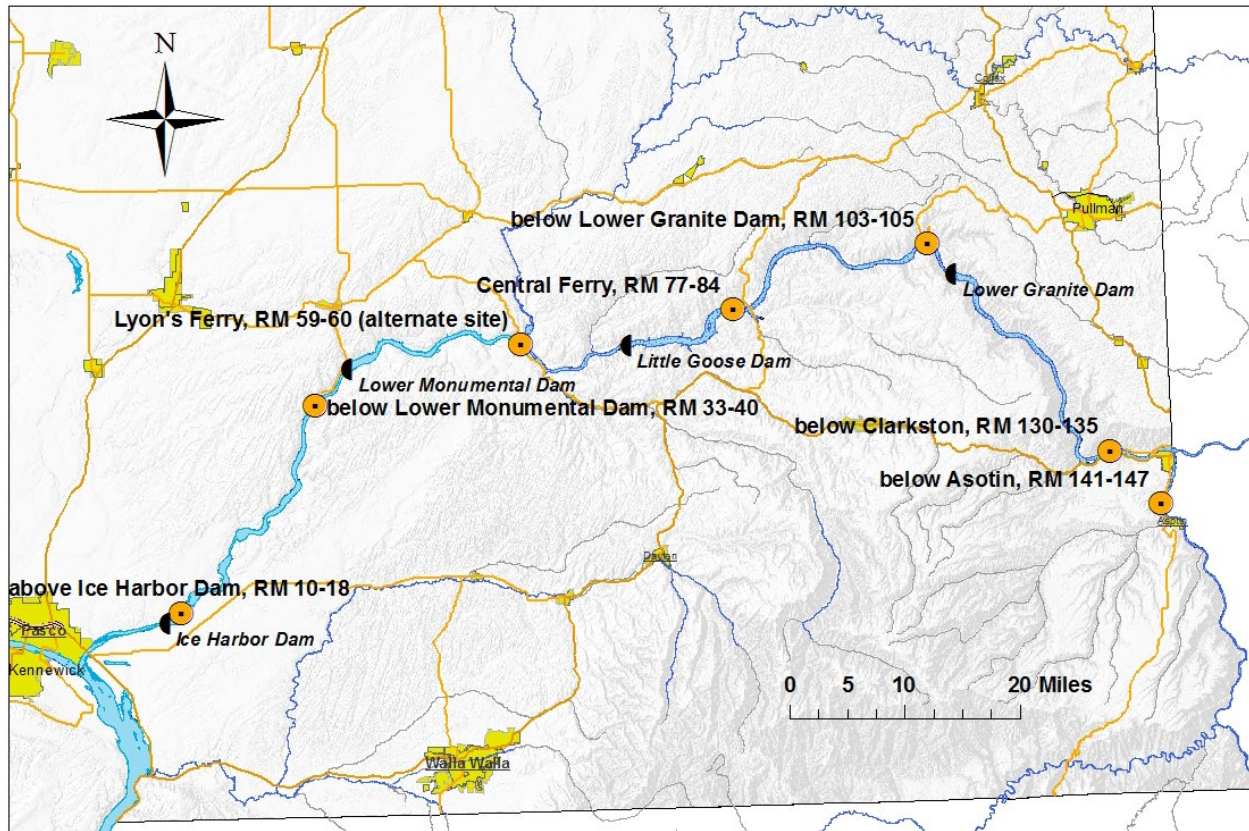 N
Colfax
Pullman
below Lower Granite Dam, RM 103-105
Lower Granite Dam
Central Ferry, RM 77-84
Lyon's Ferry, RM 59-60 (alternate site)
Little Goose Dam
Lower Monumental Dam
below Lower Monumental Dam, RM 33-40
below Clarkston, RM 130-135
below Asotin, RM 141-147
Asotin
Dayton
above Ice Harbor Dam, RM 10-18
Ice Harbor Dam
Pasco
Kennewick
0 5 10 20 Miles
Walla Walla